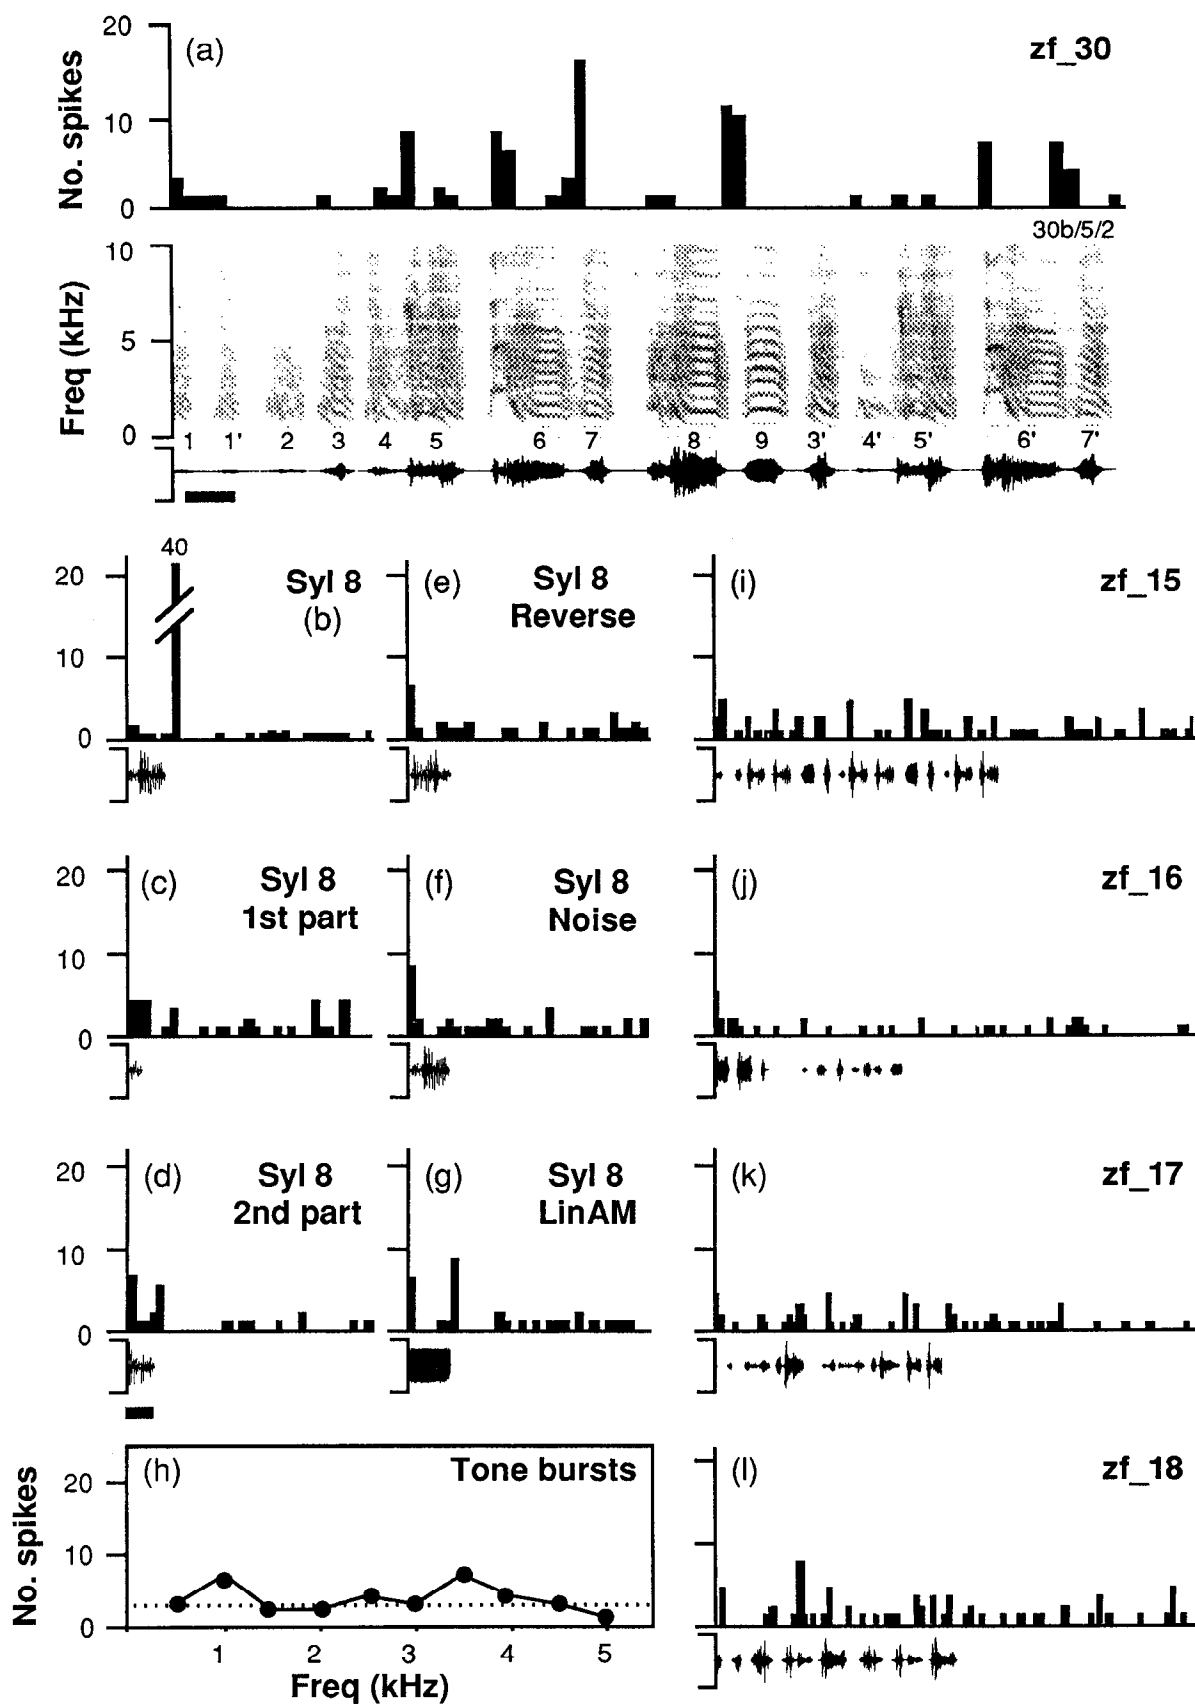 20
(a)
zf_30
No. spikes
10
0
30b/5/2
10
Freq (kHz)
5
0
1 1' 2 3 4 5 6 7 8 9 3' 4' 5' 6' 7'
40
20
Syl 8
(b)
10
0
(e)
Syl 8
Reverse
(i)
zf_15
20
(c)
Syl 8
1st part
10
0
(f)
Syl 8
Noise
(j)
zf_16
20
(d)
Syl 8
2nd part
10
0
(g)
Syl 8
LinAM
(k)
zf_17
No. spikes
20
(h)
Tone bursts
10
0
1 2 3 4 5
Freq (kHz)
(l)
zf_18